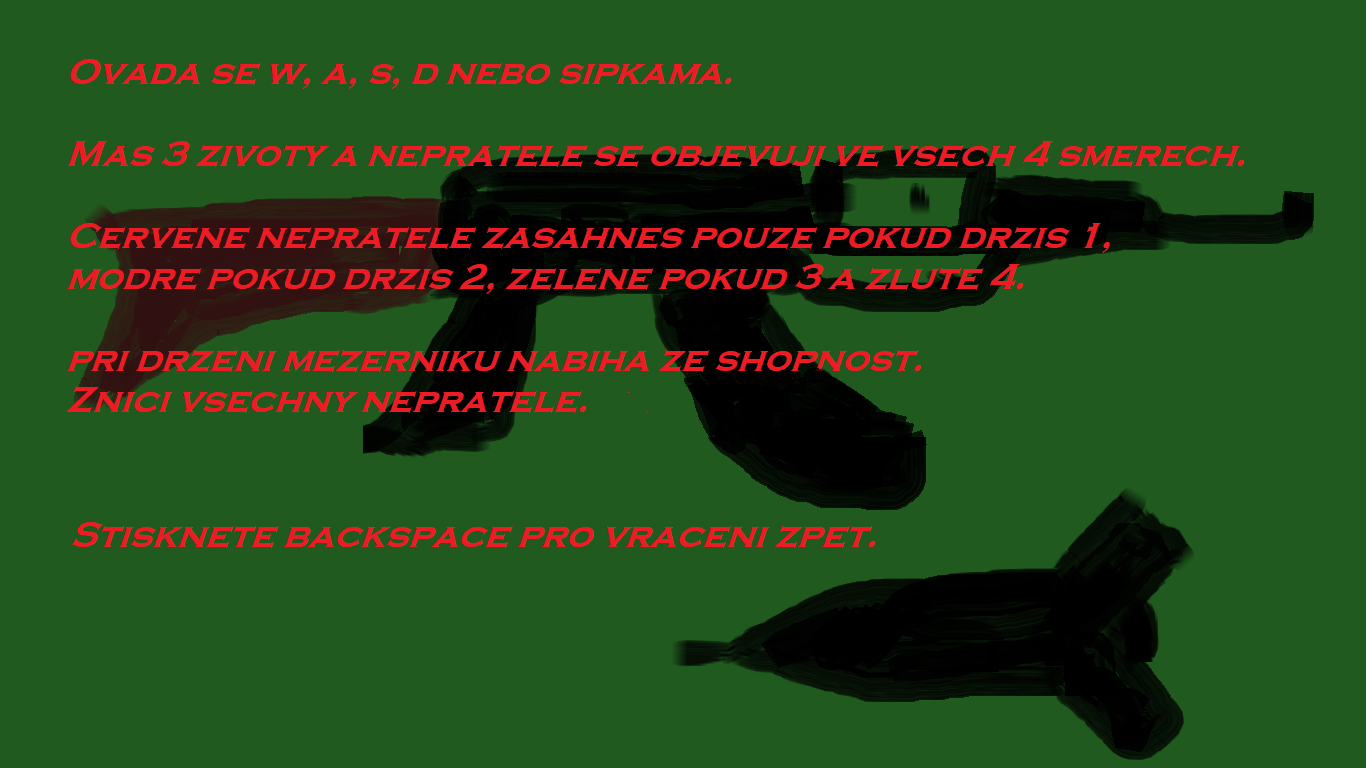 Ovada se w, a, s, d nebo sipkama.
Mas 3 zivoty a nepratele se objevuji ve vsech 4 smerech.
Cervene nepratele zasahnes pouze pokud drzis 1,
modre pokud drzis 2, zelene pokud 3 a zlute 4.
pri drzeni mezerniku nabiha ze shopnost.
Znici vsechny nepratele.
Stisknete backspace pro vraceni zpet.